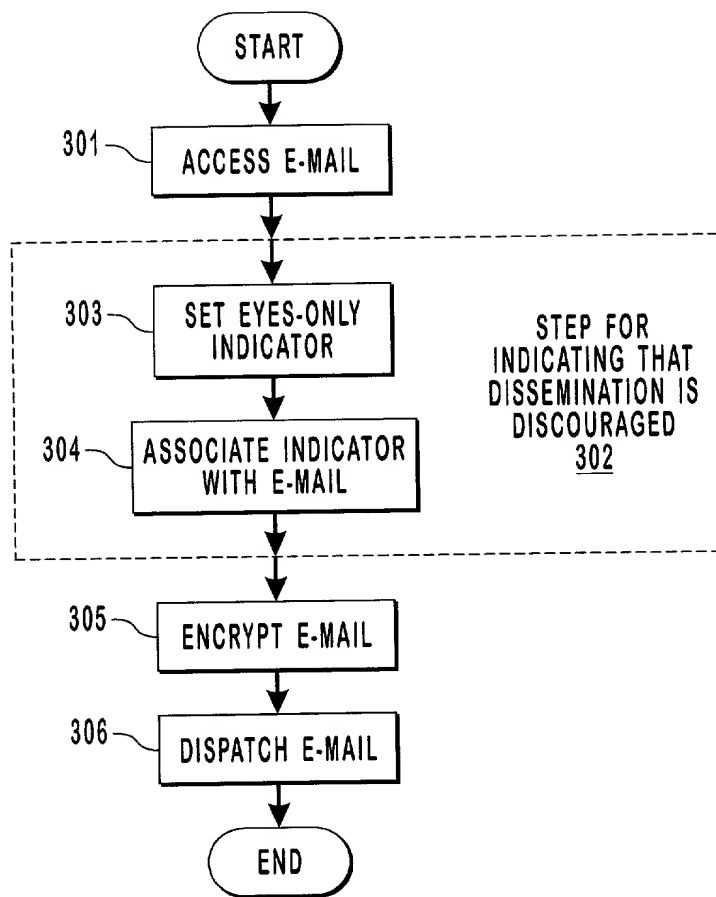 START
301
ACCESS E-MAIL
303
SET EYES-ONLY
INDICATOR
STEP FOR
INDICATING THAT
DISSEMINATION IS
DISCOURAGED
302
304
ASSOCIATE INDICATOR
WITH E-MAIL
305
ENCRYPT E-MAIL
306
DISPATCH E-MAIL
END